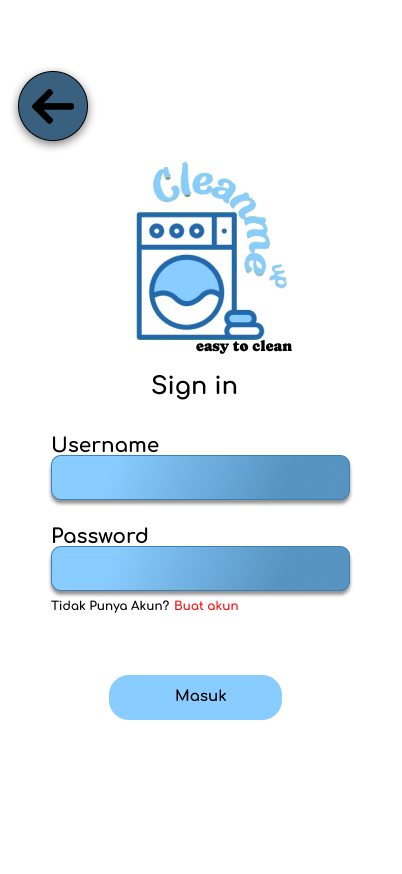 Cleanme
up
easy to clean
Sign in
Username
Password
Tidak Punya Akun? Buat akun
Masuk